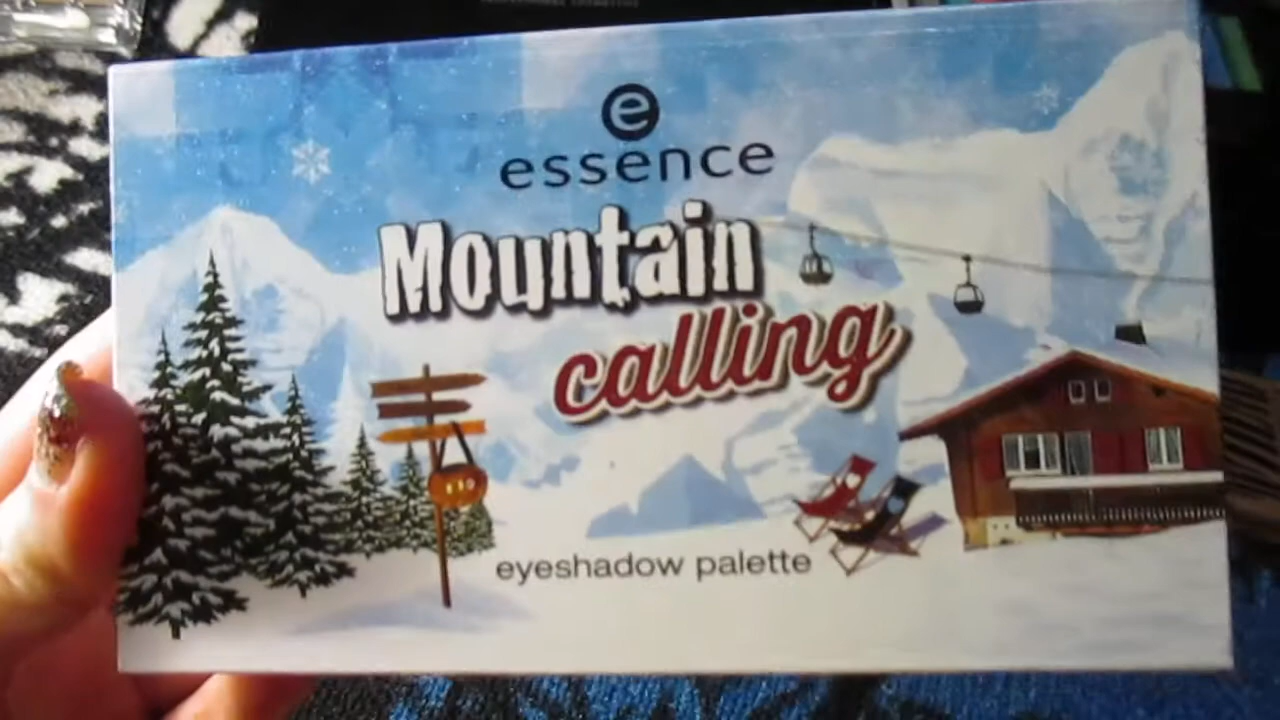 e
essence
Mountain
calling
eyeshadow palette